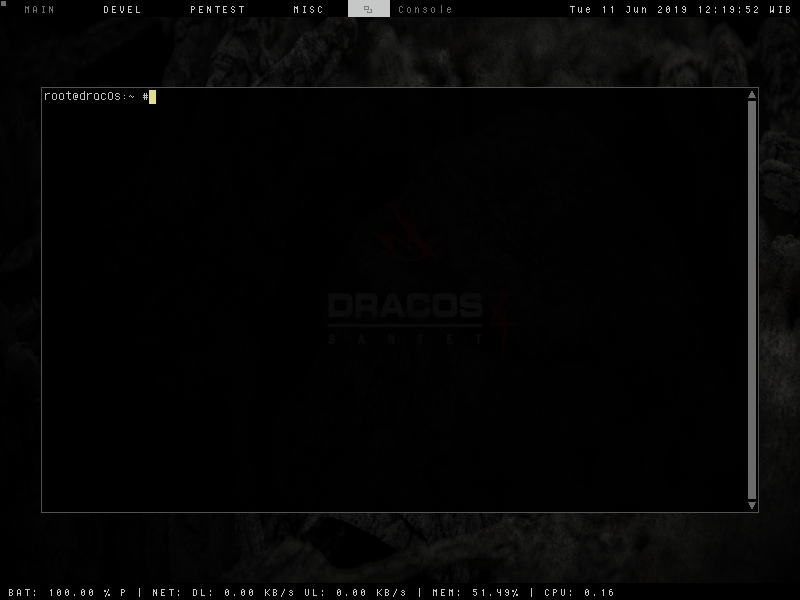 MAIN DEVEL PENTEST MISC Console Tue 11 Jun 2019 12:19:52 WIB
root@dracOs:~ #
DRACOS
SANTET
BAT: 100.00 % P | NET: DL: 0.00 KB/s UL: 0.00 KB/s | MEM: 51.49% | CPU: 0.16